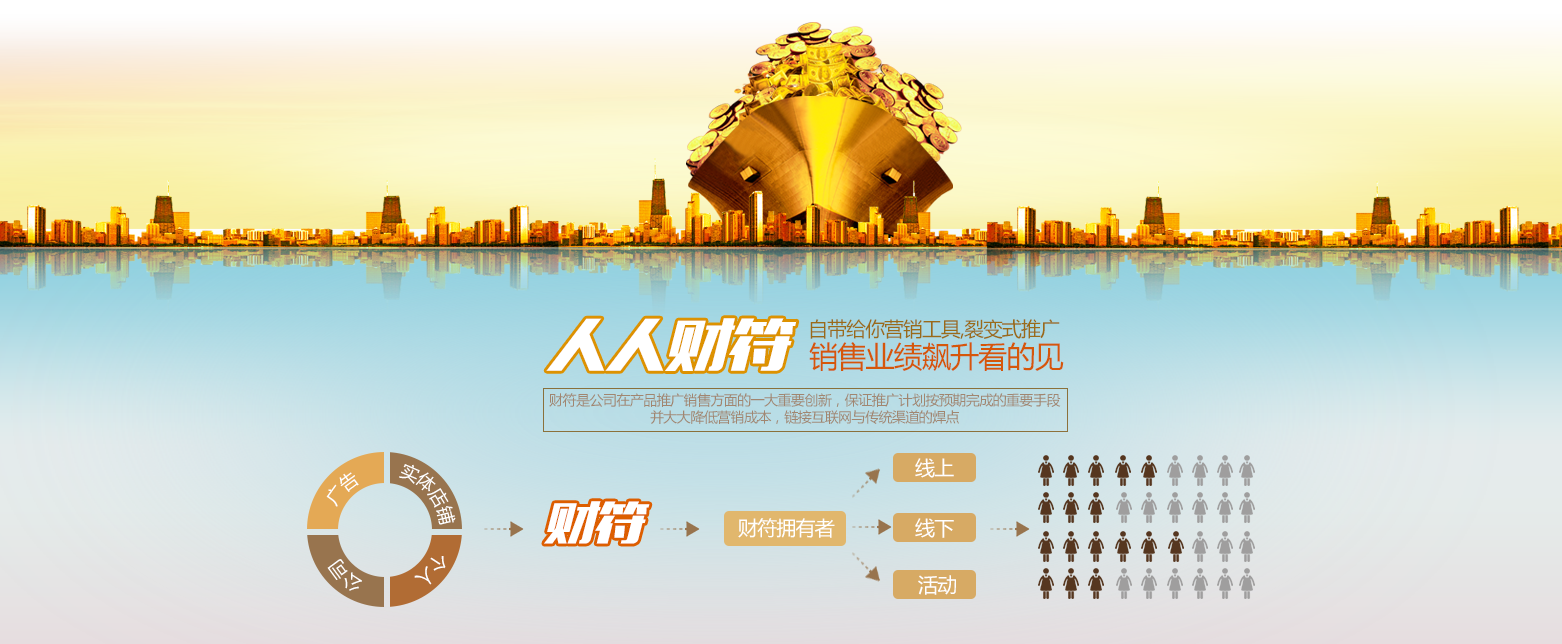 人人财符
自带给你营销工具,裂变式推广
销售业绩飙升看的见
财符是公司在产品推广销售方面的一大重要创新，保证推广计划按预期完成的重要手段
并大大降低营销成本，链接互联网与传统渠道的焊点
广告
实体店铺
公司
个人
财符
财符拥有者
线上
线下
活动